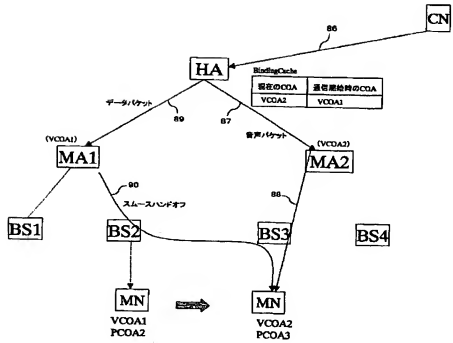 CN
86
HA
BindingCache
現在のCOA 通信開始時のCOA
VCOA2 VCOA1
データパケット
89
87
音声パケット
(VCOA1)
MA1
(VCOA2)
MA2
90
88
スムースハンドオフ
BS1
BS2
BS3
BS4
MN
MN
VCOA1
PCOA2
VCOA2
PCOA3